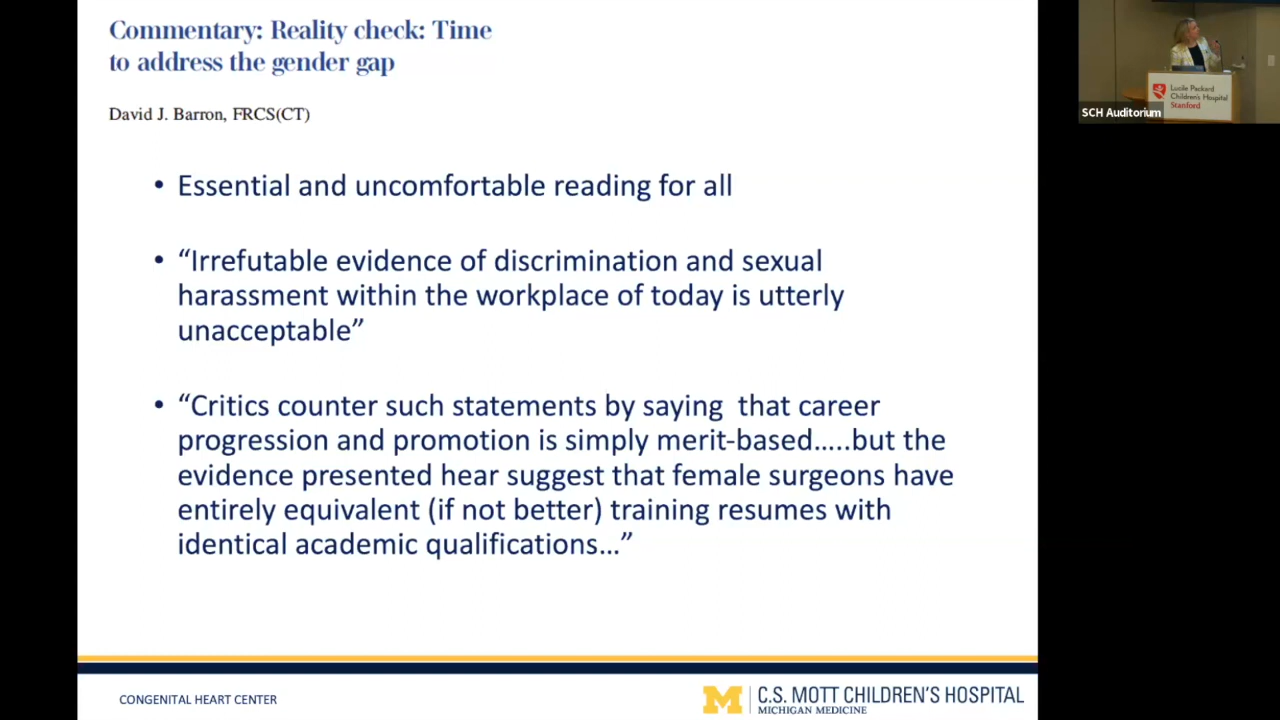 Commentary: Reality check: Time
to address the gender gap
David J. Barron, FRCS(CT)
• Essential and uncomfortable reading for all
• “Irrefutable evidence of discrimination and sexual
harassment within the workplace of today is utterly
unacceptable”
• “Critics counter such statements by saying  that career
progression and promotion is simply merit-based…..but the
evidence presented hear suggest that female surgeons have
entirely equivalent (if not better) training resumes with
identical academic qualifications…”
CONGENITAL HEART CENTER
M C.S. MOTT CHILDREN’S HOSPITAL
MICHIGAN MEDICINE
Lucile Packard
Children's Hospital
Stanford
SCH Auditorium